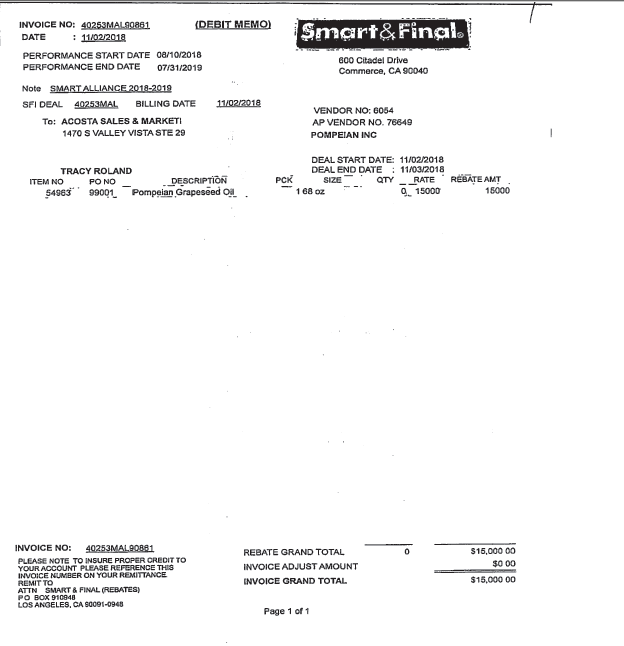 INVOICE NO: 40253MAL90861 (DEBIT MEMO)
DATE : 11/02/2018
Smart&Final.
600 Citadel Drive
Commerce, CA 90040
PERFORMANCE START DATE 08/10/2018
PERFORMANCE END DATE 07/31/2019
Note SMART ALLIANCE 2018-2019
SFI DEAL 40253MAL BILLING DATE 11/02/2018
To: ACOSTA SALES & MARKETI
1470 S VALLEY VISTA STE 29
VENDOR NO: 6054
AP VENDOR NO. 76649
POMPEIAN INC
DEAL START DATE: 11/02/2018
DEAL END DATE : 11/03/2018
TRACY ROLAND
ITEM NO PO NO DESCRIPTION PCK SIZE QTY RATE REBATE AMT
54963 99001 Pompeian Grapeseed Oil 1 68 oz 0 15000 15000
INVOICE NO: 40253MAL90861
PLEASE NOTE TO INSURE PROPER CREDIT TO
YOUR ACCOUNT PLEASE REFERENCE THIS
INVOICE NUMBER ON YOUR REMITTANCE.
REMIT TO
ATTN SMART & FINAL (REBATES)
PO BOX 910948
LOS ANGELES, CA 90091-0948
REBATE GRAND TOTAL 0 $15,000 00
INVOICE ADJUST AMOUNT $0 00
INVOICE GRAND TOTAL $15,000 00
Page 1 of 1